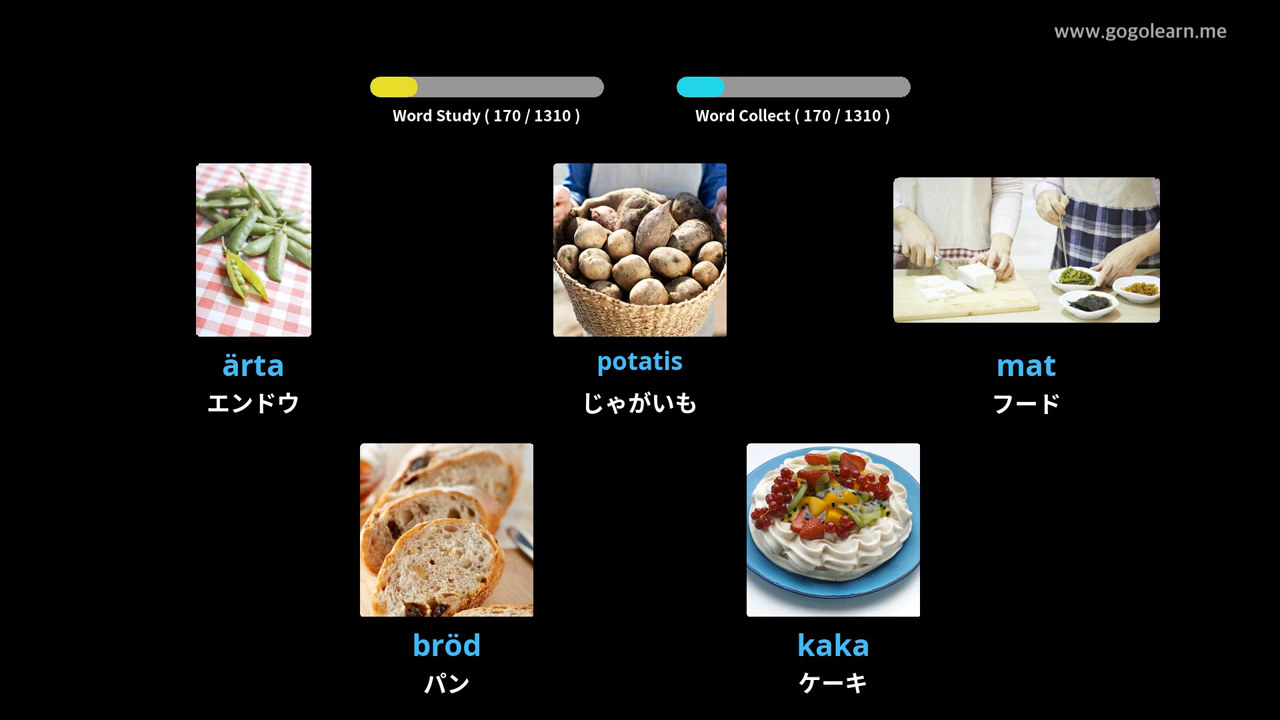 www.gogolearn.me
Word Study ( 170 / 1310 )
Word Collect ( 170 / 1310 )
ärta
エンドウ
potatis
じゃがいも
mat
フード
bröd
パン
kaka
ケーキ